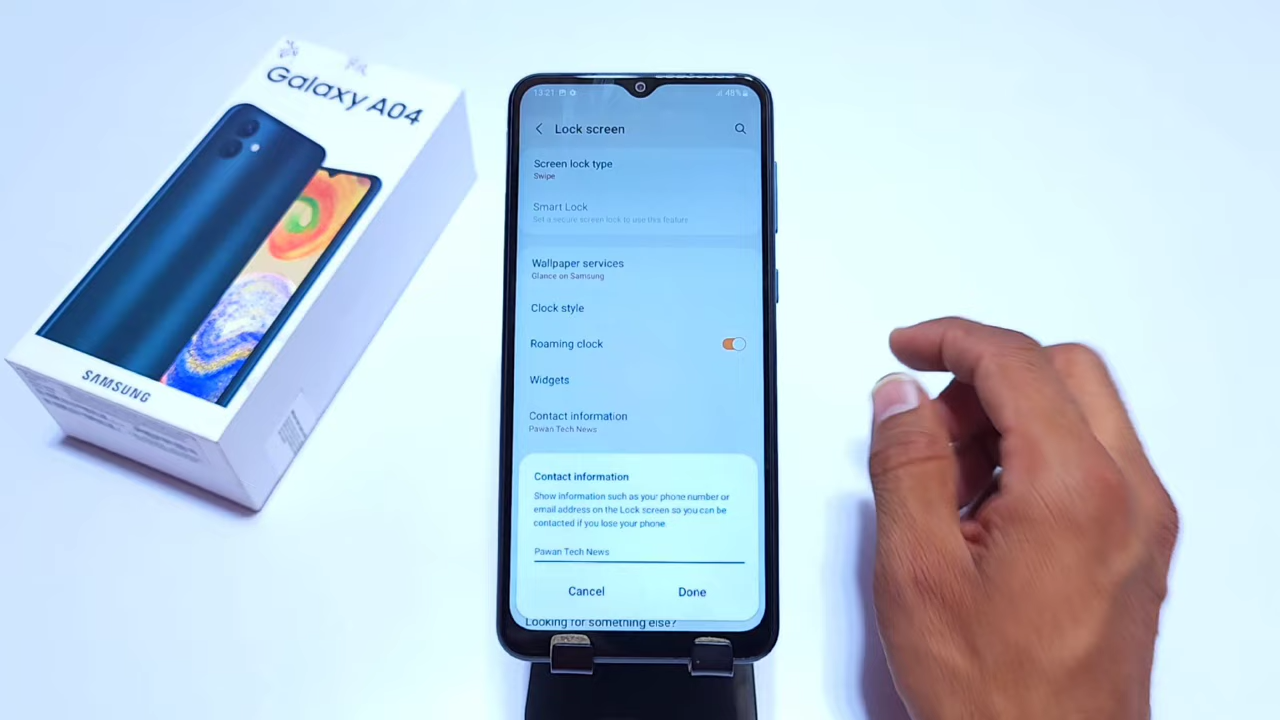 Galaxy A04
SAMSUNG
13:21
48%
Lock screen
Screen lock type
Swipe
Smart Lock
Set a secure screen lock to use this feature.
Wallpaper services
Glance on Samsung
Clock style
Roaming clock
Widgets
Contact information
Pawan Tech News
Contact information
Show information such as your phone number or
email address on the Lock screen so you can be
contacted if you lose your phone.
Pawan Tech News
Cancel
Done
Looking for something else?